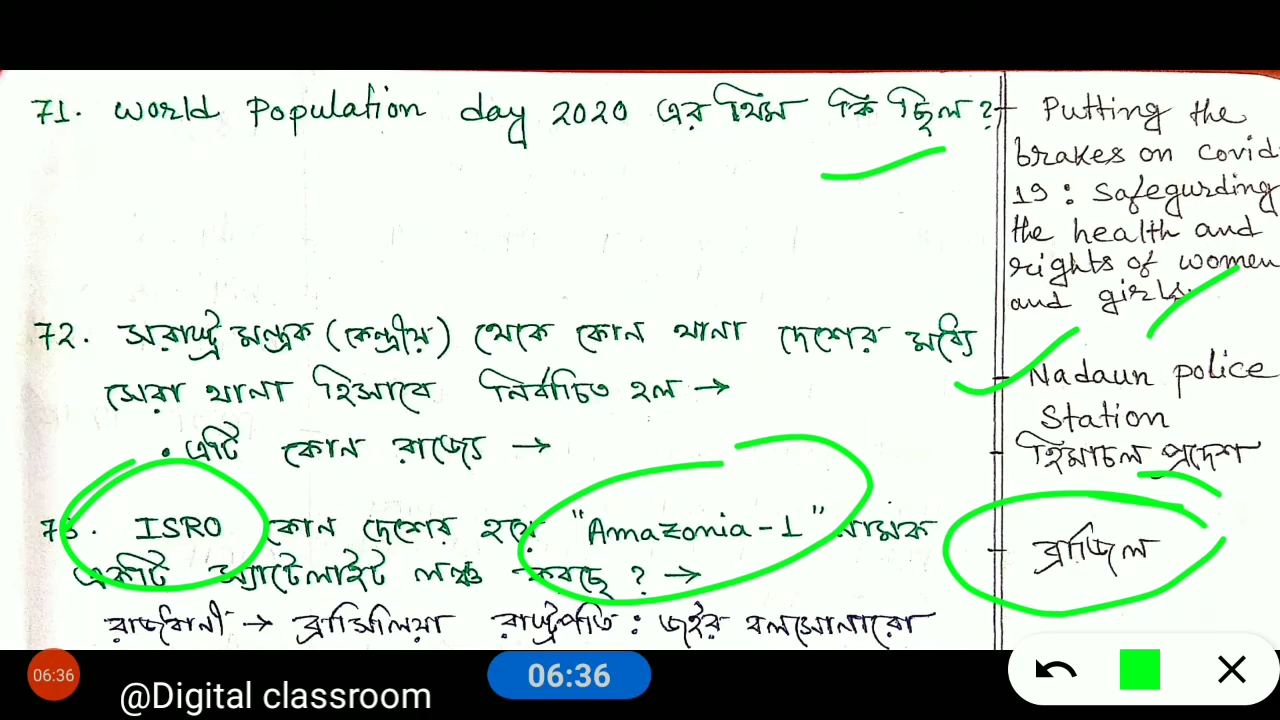 71. World Population day 2020 এর থিম কি ছিল ?
Putting the
brakes on covid
19 : Safegurding
the health and
rights of women
and girls.
72. স্বরাষ্ট্র মন্ত্রক (কেন্দ্রীয়) থেকে কোন থানা দেশের মধ্যে
সেরা থানা হিসাবে নির্বাচিত হল →
Nadaun police
Station
• এটি কোন রাজ্যে →
হিমাচল প্রদেশ
73. ISRO কোন দেশের হয়ে "Amazonia-1" নামক
একটি স্যাটেলাইট লঞ্চ করছে ? →
ব্রাজিল
রাজধানী → ব্রাসিলিয়া রাষ্ট্রপতি : জইর বলসোনারো
06:36
@Digital classroom
06:36